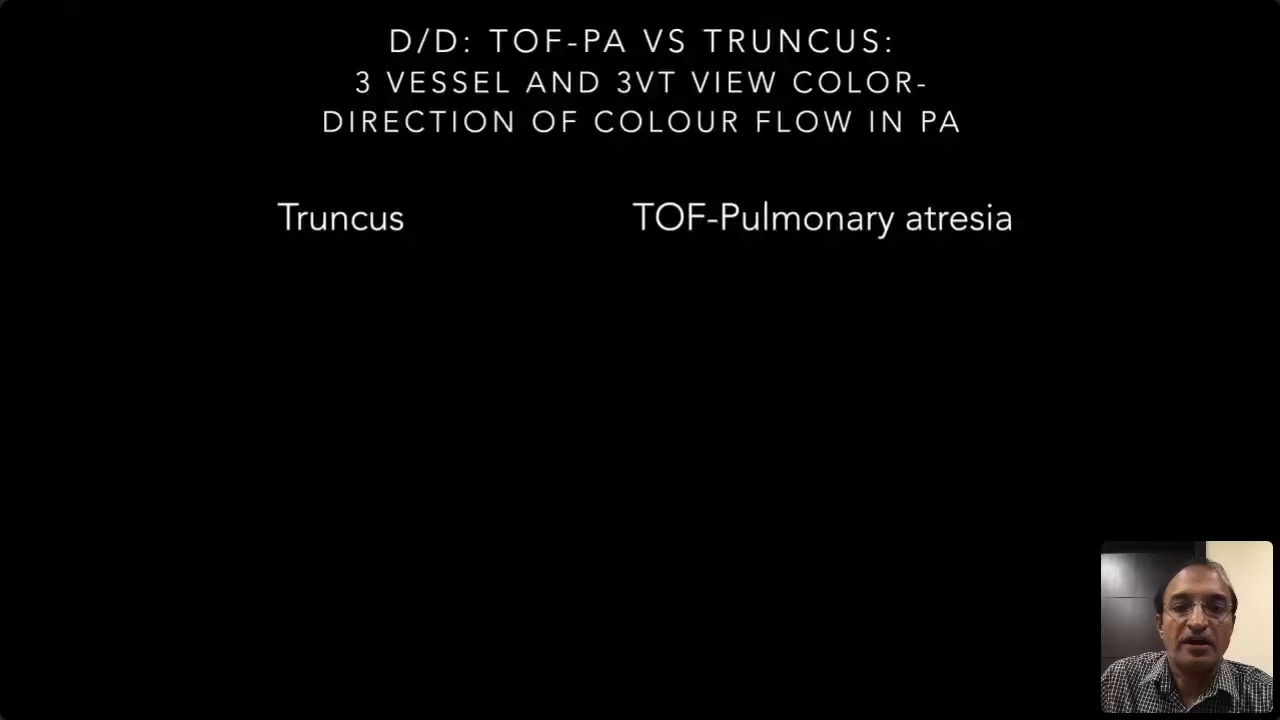 D/D: TOF-PA VS TRUNCUS:
3 VESSEL AND 3VT VIEW COLOR-
DIRECTION OF COLOUR FLOW IN PA
Truncus
TOF-Pulmonary atresia